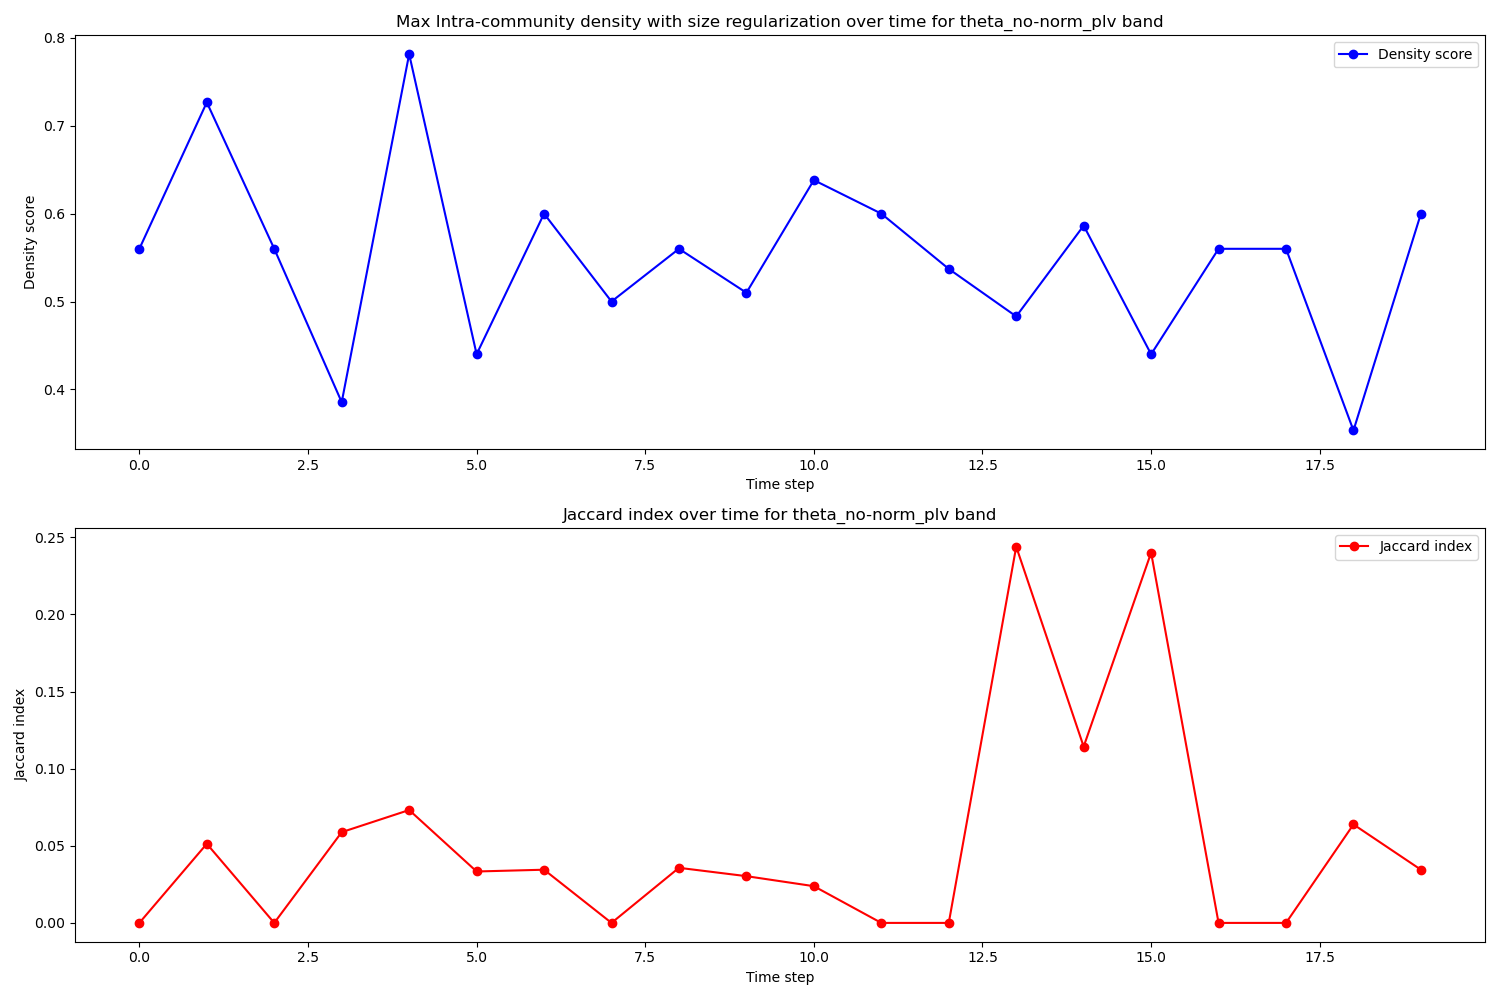 Max Intra-community density with size regularization over time for theta_no-norm_plv band
0.8
0.7
0.6
0.5
0.4
Density score
Density score
0.0 2.5 5.0 7.5 10.0 12.5 15.0 17.5
Time step
Jaccard index over time for theta_no-norm_plv band
0.25
0.20
0.15
0.10
0.05
0.00
Jaccard index
Jaccard index
0.0 2.5 5.0 7.5 10.0 12.5 15.0 17.5
Time step